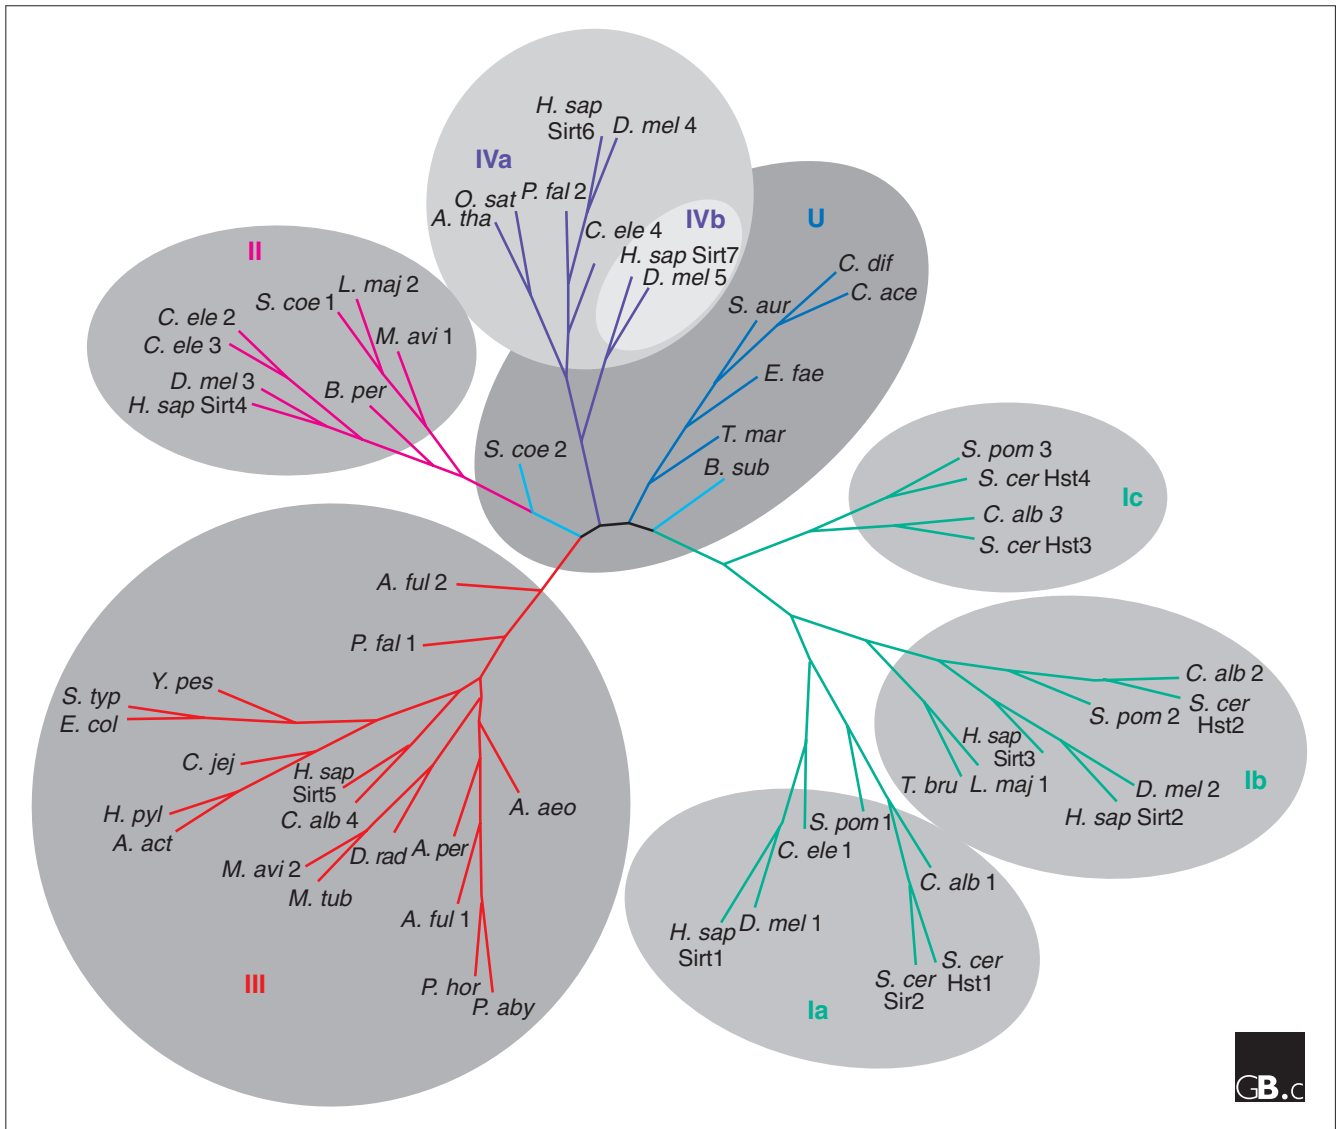 H. sap
Sirt6
D. mel 4
IVa
O. sat
P. fal 2
A. tha
IVb
U
C. ele 4
H. sap Sirt7
D. mel 5
II
L. maj 2
S. coe 1
C. ele 2
M. avi 1
C. ele 3
D. mel 3
H. sap Sirt4
B. per
C. dif
C. ace
S. aur
E. fae
T. mar
B. sub
S. coe 2
S. pom 3
S. cer Hst4
Ic
C. alb 3
S. cer Hst3
A. ful 2
P. fal 1
Y. pes
S. typ
E. col
C. jej
H. sap
Sirt5
H. pyl
C. alb 4
A. act
A. aeo
D. rad
A. per
M. avi 2
M. tub
A. ful 1
III
P. hor
P. aby
C. alb 2
S. cer
Hst2
S. pom 2
H. sap
Sirt3
T. bru
L. maj 1
D. mel 2
Ib
H. sap Sirt2
S. pom 1
C. ele 1
C. alb 1
D. mel 1
H. sap
Sirt1
S. cer
Hst1
S. cer
Sir2
Ia
GB.c